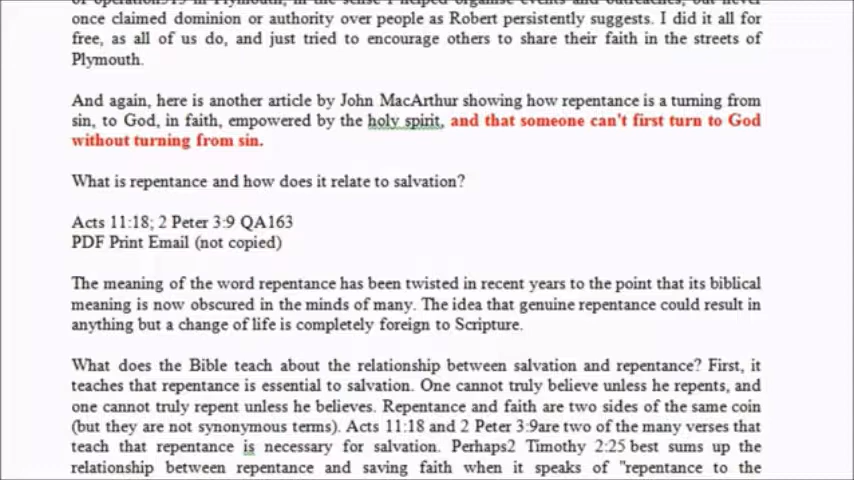 in Plymouth, in the sense I helped organise events and outreaches, but never
once claimed dominion or authority over people as Robert persistently suggests. I did it all for
free, as all of us do, and just tried to encourage others to share their faith in the streets of
Plymouth.
And again, here is another article by John MacArthur showing how repentance is a turning from
sin, to God, in faith, empowered by the holy spirit, and that someone can't first turn to God
without turning from sin.
What is repentance and how does it relate to salvation?
Acts 11:18; 2 Peter 3:9 QA163
PDF Print Email (not copied)
The meaning of the word repentance has been twisted in recent years to the point that its biblical
meaning is now obscured in the minds of many. The idea that genuine repentance could result in
anything but a change of life is completely foreign to Scripture.
What does the Bible teach about the relationship between salvation and repentance? First, it
teaches that repentance is essential to salvation. One cannot truly believe unless he repents, and
one cannot truly repent unless he believes. Repentance and faith are two sides of the same coin
(but they are not synonymous terms). Acts 11:18 and 2 Peter 3:9are two of the many verses that
teach that repentance is necessary for salvation. Perhaps2 Timothy 2:25 best sums up the
relationship between repentance and saving faith when it speaks of "repentance to the